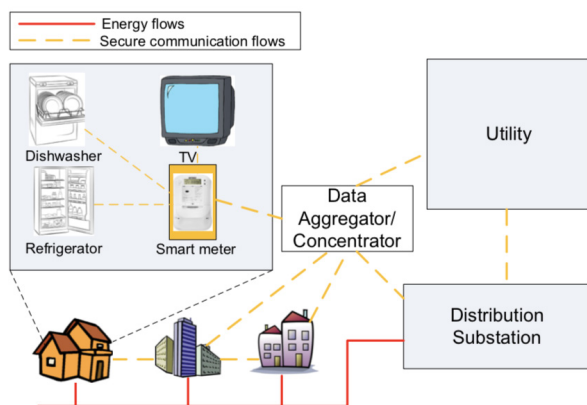 Energy flows
Secure communication flows
Dishwasher
TV
Refrigerator
Smart meter
Data
Aggregator/
Concentrator
Utility
Distribution
Substation